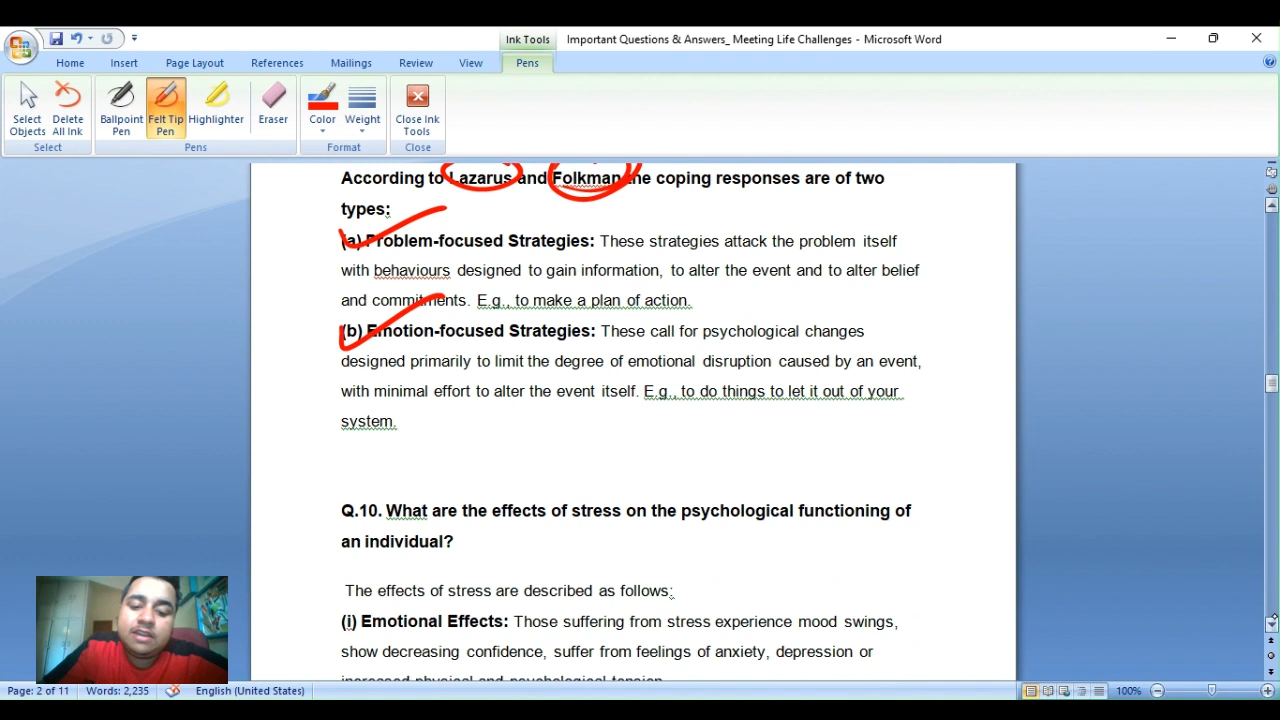 Ink Tools
Important Questions & Answers_ Meeting Life Challenges - Microsoft Word
Home Insert Page Layout References Mailings Review View Pens
Select Objects Delete All Ink Ballpoint Pen Felt Tip Pen Highlighter Eraser Color Weight Close Ink Tools
Select Pens Format Close
According to Lazarus and Folkman the coping responses are of two
types:
(a) Problem-focused Strategies: These strategies attack the problem itself
with behaviours designed to gain information, to alter the event and to alter belief
and commitments. E.g., to make a plan of action.
(b) Emotion-focused Strategies: These call for psychological changes
designed primarily to limit the degree of emotional disruption caused by an event,
with minimal effort to alter the event itself. E.g., to do things to let it out of your
system.
Q.10. What are the effects of stress on the psychological functioning of
an individual?
The effects of stress are described as follows:
(i) Emotional Effects: Those suffering from stress experience mood swings,
show decreasing confidence, suffer from feelings of anxiety, depression or
increased physical and psychological tension.
Page: 2 of 11 Words: 2,235 English (United States) 100%